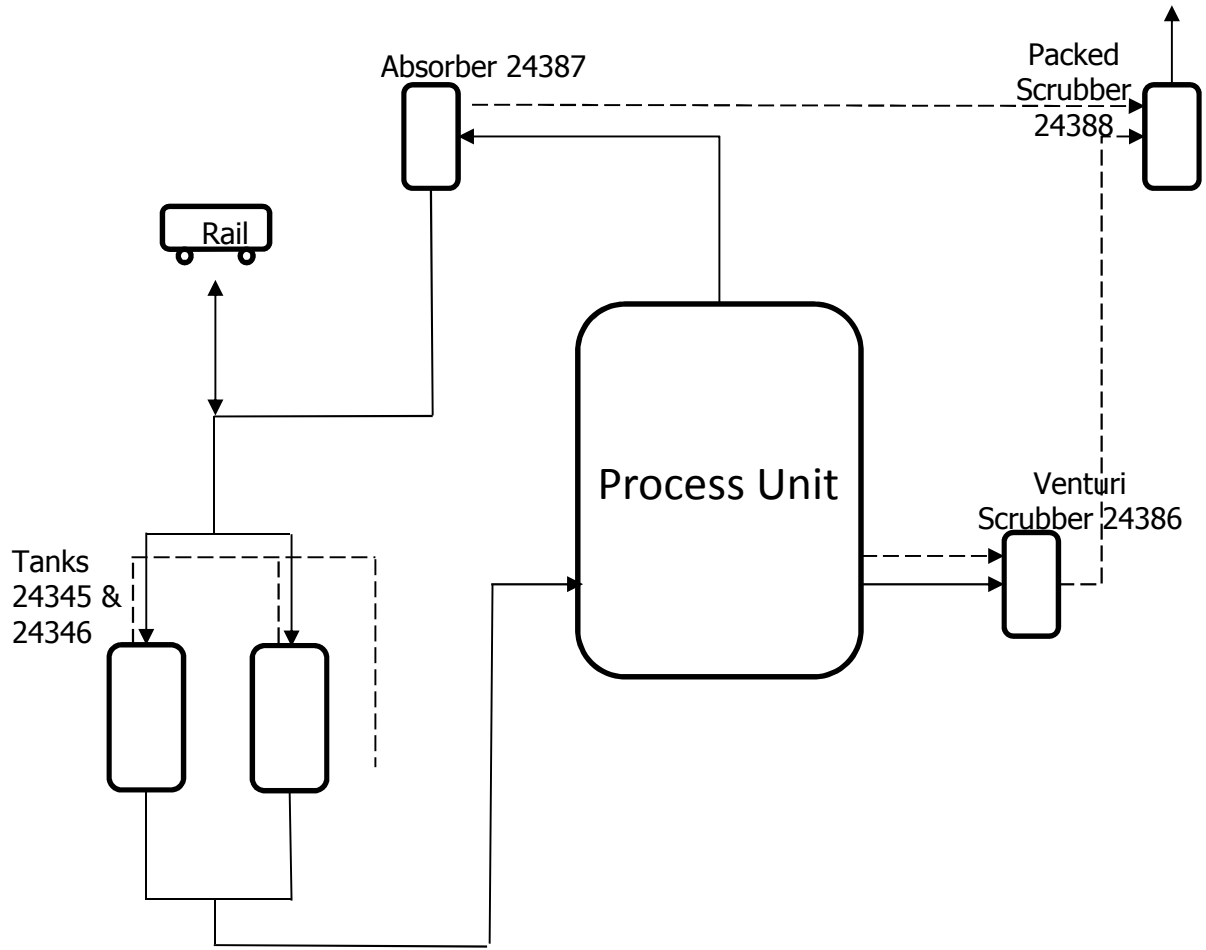 Absorber 24387
Packed
Scrubber
24388
Rail
Process Unit
Venturi
Scrubber 24386
Tanks
24345 &
24346